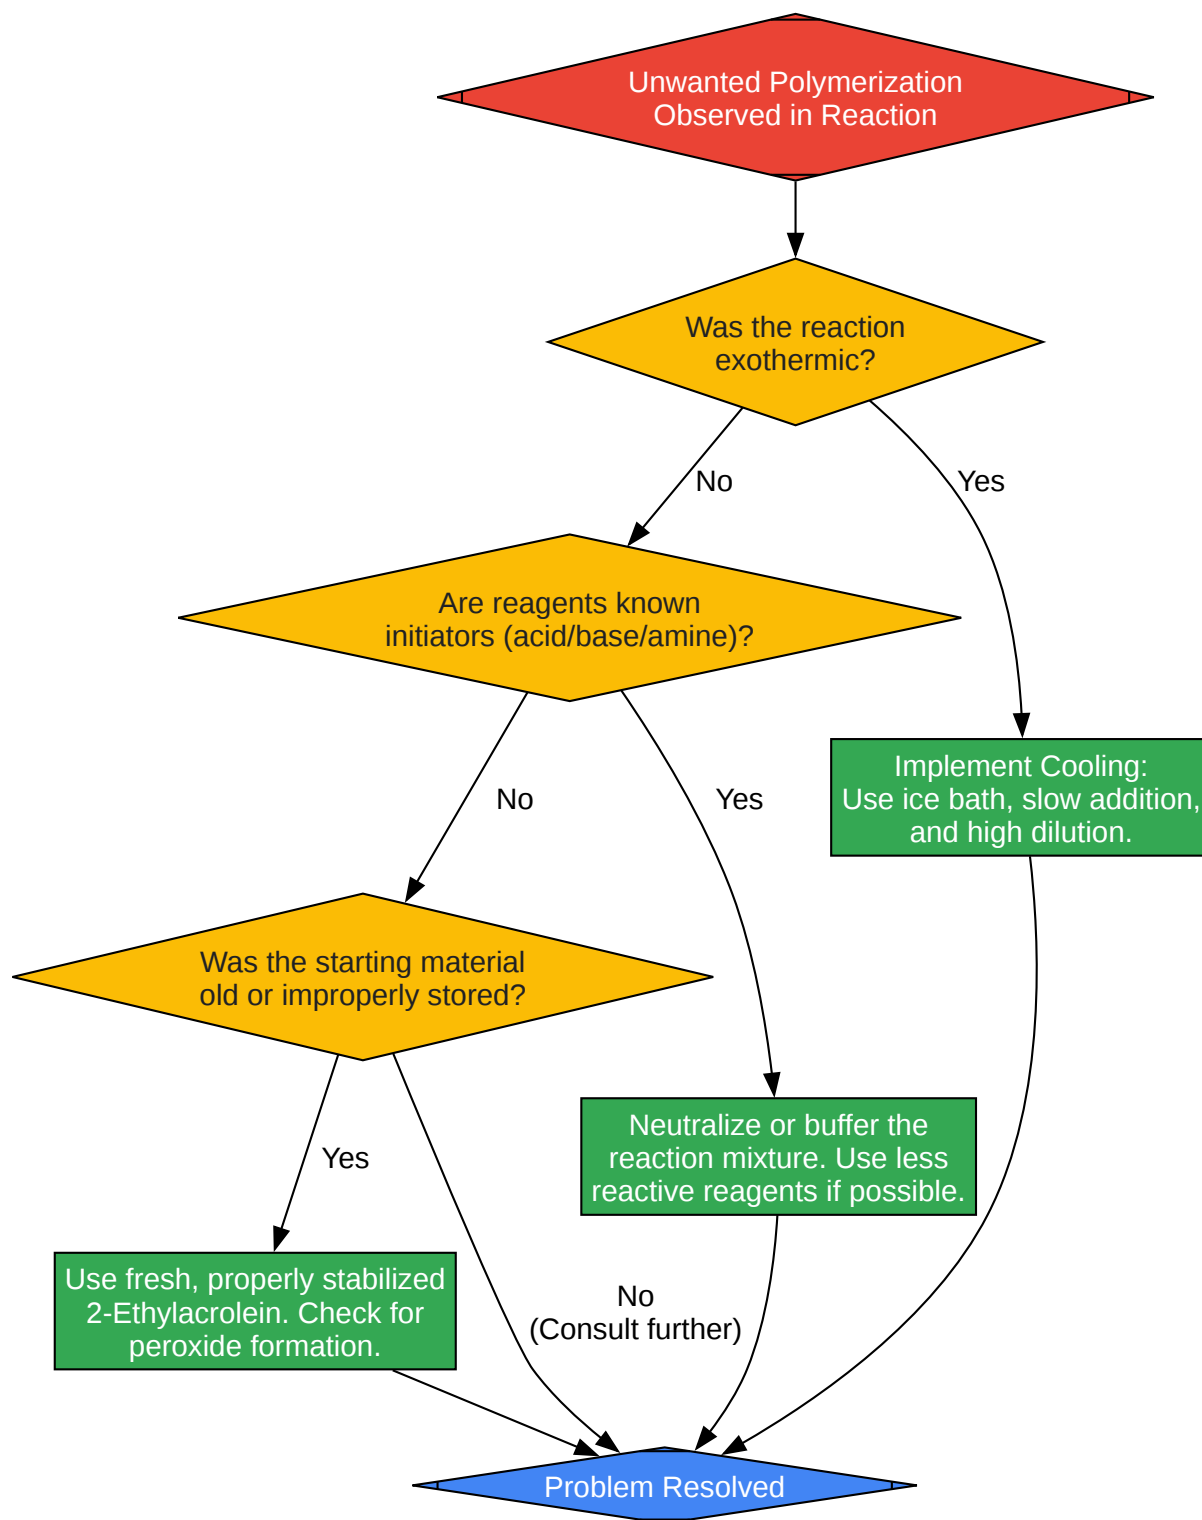 Unwanted Polymerization
Observed in Reaction
Was the reaction
exothermic?
No
Yes
Are reagents known
initiators (acid/base/amine)?
No
Yes
Implement Cooling:
Use ice bath, slow addition,
and high dilution.
Was the starting material
old or improperly stored?
Yes
Neutralize or buffer the
reaction mixture. Use less
reactive reagents if possible.
Use fresh, properly stabilized
2-Ethylacrolein. Check for
peroxide formation.
No
(Consult further)
Problem Resolved